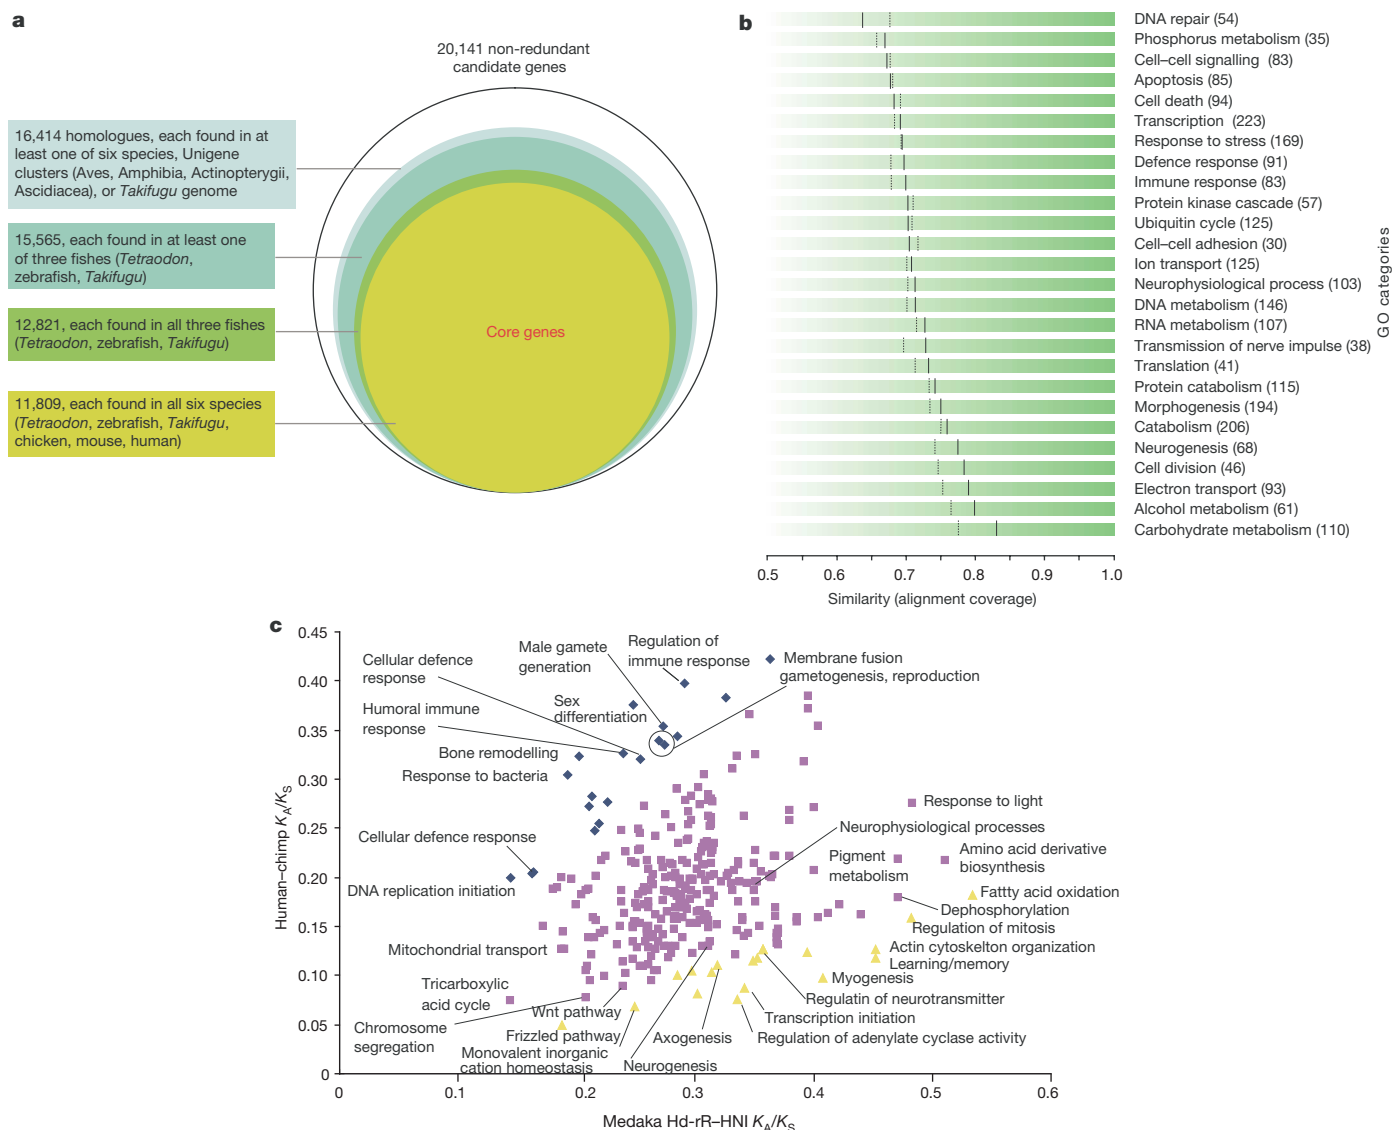 a
20,141 non-redundant
candidate genes
16,414 homologues, each found in at
least one of six species, Unigene
clusters (Aves, Amphibia, Actinopterygii,
Ascidiacea), or Takifugu genome
15,565, each found in at least one
of three fishes (Tetraodon,
zebrafish, Takifugu)
12,821, each found in all three fishes
(Tetraodon, zebrafish, Takifugu)
11,809, each found in all six species
(Tetraodon, zebrafish, Takifugu,
chicken, mouse, human)
Core genes
b
DNA repair (54)
Phosphorus metabolism (35)
Cell–cell signalling (83)
Apoptosis (85)
Cell death (94)
Transcription (223)
Response to stress (169)
Defence response (91)
Immune response (83)
Protein kinase cascade (57)
Ubiquitin cycle (125)
Cell–cell adhesion (30)
Ion transport (125)
Neurophysiological process (103)
DNA metabolism (146)
RNA metabolism (107)
Transmission of nerve impulse (38)
Translation (41)
Protein catabolism (115)
Morphogenesis (194)
Catabolism (206)
Neurogenesis (68)
Cell division (46)
Electron transport (93)
Alcohol metabolism (61)
Carbohydrate metabolism (110)
GO categories
0.5 0.6 0.7 0.8 0.9 1.0
Similarity (alignment coverage)
c
Human–chimp KA/KS
0.45
0.40
0.35
0.30
0.25
0.20
0.15
0.10
0.05
0
Cellular defence
response
Male gamete
generation
Regulation of
immune response
Membrane fusion
gametogenesis, reproduction
Humoral immune
response
Sex
differentiation
Bone remodelling
Response to bacteria
Response to light
Cellular defence response
Neurophysiological processes
Pigment
metabolism
Amino acid derivative
biosynthesis
DNA replication initiation
Fattty acid oxidation
Dephosphorylation
Regulation of mitosis
Mitochondrial transport
Actin cytoskelton organization
Learning/memory
Myogenesis
Tricarboxylic
acid cycle
Regulatin of neurotransmitter
Wnt pathway
Transcription initiation
Chromosome
segregation
Frizzled pathway
Axogenesis
Regulation of adenylate cyclase activity
Monovalent inorganic
cation homeostasis
Neurogenesis
0 0.1 0.2 0.3 0.4 0.5 0.6
Medaka Hd-rR–HNI KA/KS